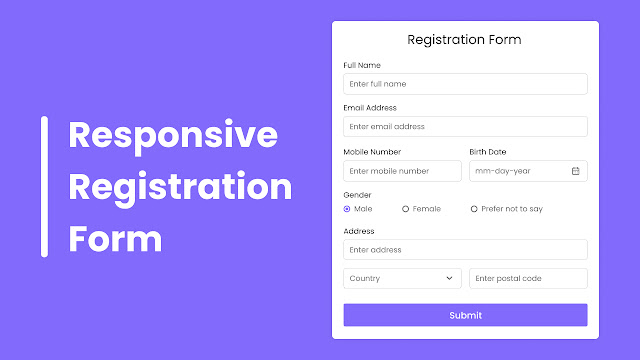 Responsive
Registration
Form
Registration Form
Full Name
Enter full name
Email Address
Enter email address
Mobile Number Birth Date
Enter mobile number mm-day-year
Gender
Male Female Prefer not to say
Address
Enter address
Country Enter postal code
Submit